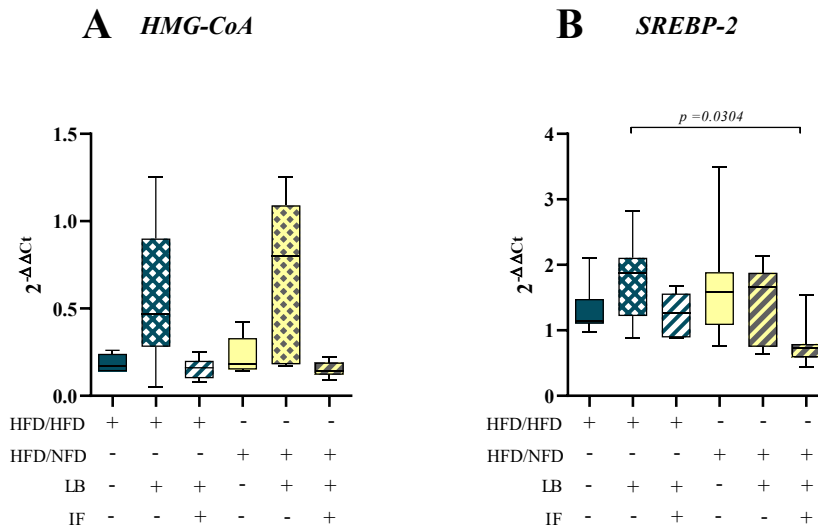 A HMG-CoA
B SREBP-2
p =0.0304
2^-ΔΔCt
1.5
1.0
0.5
0.0
2^-ΔΔCt
4
3
2
1
0
HFD/HFD + + + - - -
HFD/NFD - - - + + +
LB - + + - + +
IF - - + - - +
HFD/HFD + + + - - -
HFD/NFD - - - + + +
LB - + + - + +
IF - - + - - +